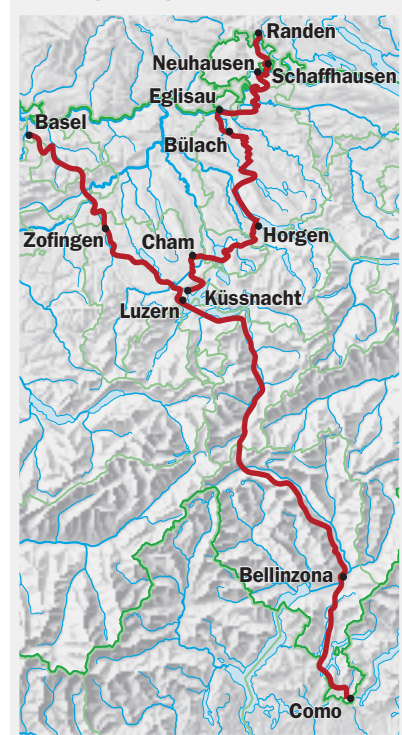 Randen
Neuhausen
Schaffhausen
Eglisau
Basel
Bülach
Zofingen
Cham
Horgen
Küssnacht
Luzern
Bellinzona
Como